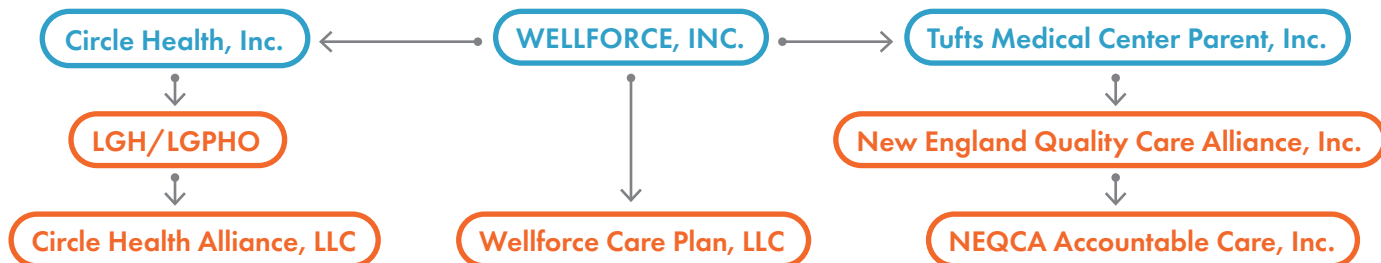 Circle Health, Inc.
WELLFORCE, INC.
Tufts Medical Center Parent, Inc.
LGH/LGPHO
New England Quality Care Alliance, Inc.
Circle Health Alliance, LLC
Wellforce Care Plan, LLC
NEQCA Accountable Care, Inc.